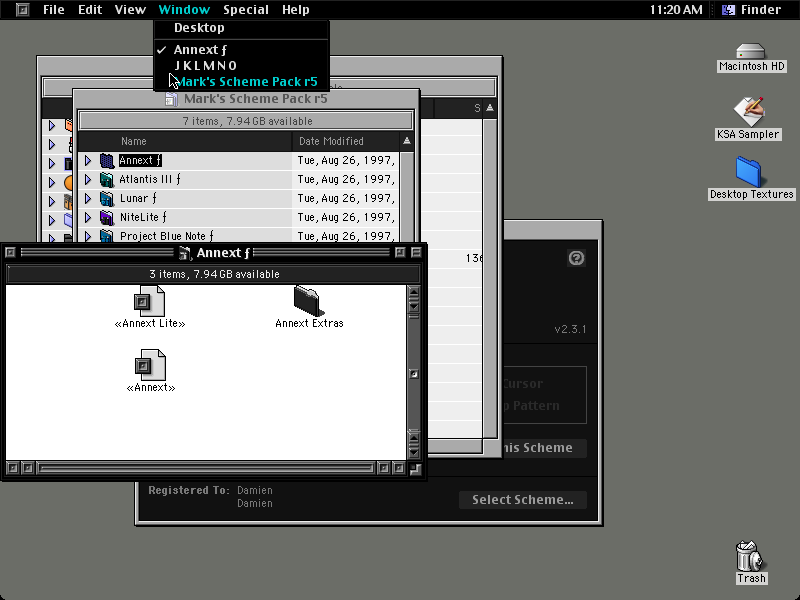 File Edit View Window Special Help 11:20 AM Finder
Desktop
Annext ƒ
J K L M N O
Mark's Scheme Pack r5
Macintosh HD
KSA Sampler
Desktop Textures
Trash
Mark's Scheme Pack r5
7 items, 7.94 GB available
Name Date Modified
Annext ƒ Tue, Aug 26, 1997,
Atlantis III ƒ Tue, Aug 26, 1997,
Lunar ƒ Tue, Aug 26, 1997,
NiteLite ƒ Tue, Aug 26, 1997,
Project Blue Note ƒ Tue, Aug 26, 1997,
S
136
Annext ƒ
3 items, 7.94 GB available
«Annext Lite»
Annext Extras
«Annext»
v2.3.1
Cursor
Pattern
Scheme
Registered To: Damien
Damien
Select Scheme...